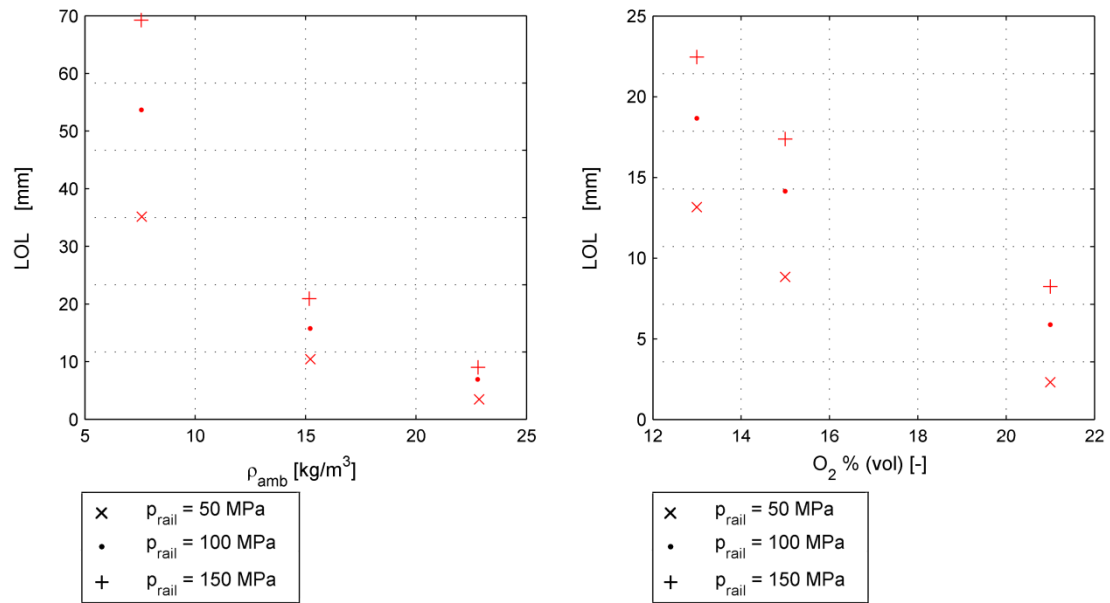 70
60
50
40
30
20
10
0
LOL [mm]
5 10 15 20 25
ρamb [kg/m³]
× prail = 50 MPa
• prail = 100 MPa
+ prail = 150 MPa
25
20
15
10
5
0
LOL [mm]
12 14 16 18 20 22
O₂ % (vol) [-]
× prail = 50 MPa
• prail = 100 MPa
+ prail = 150 MPa